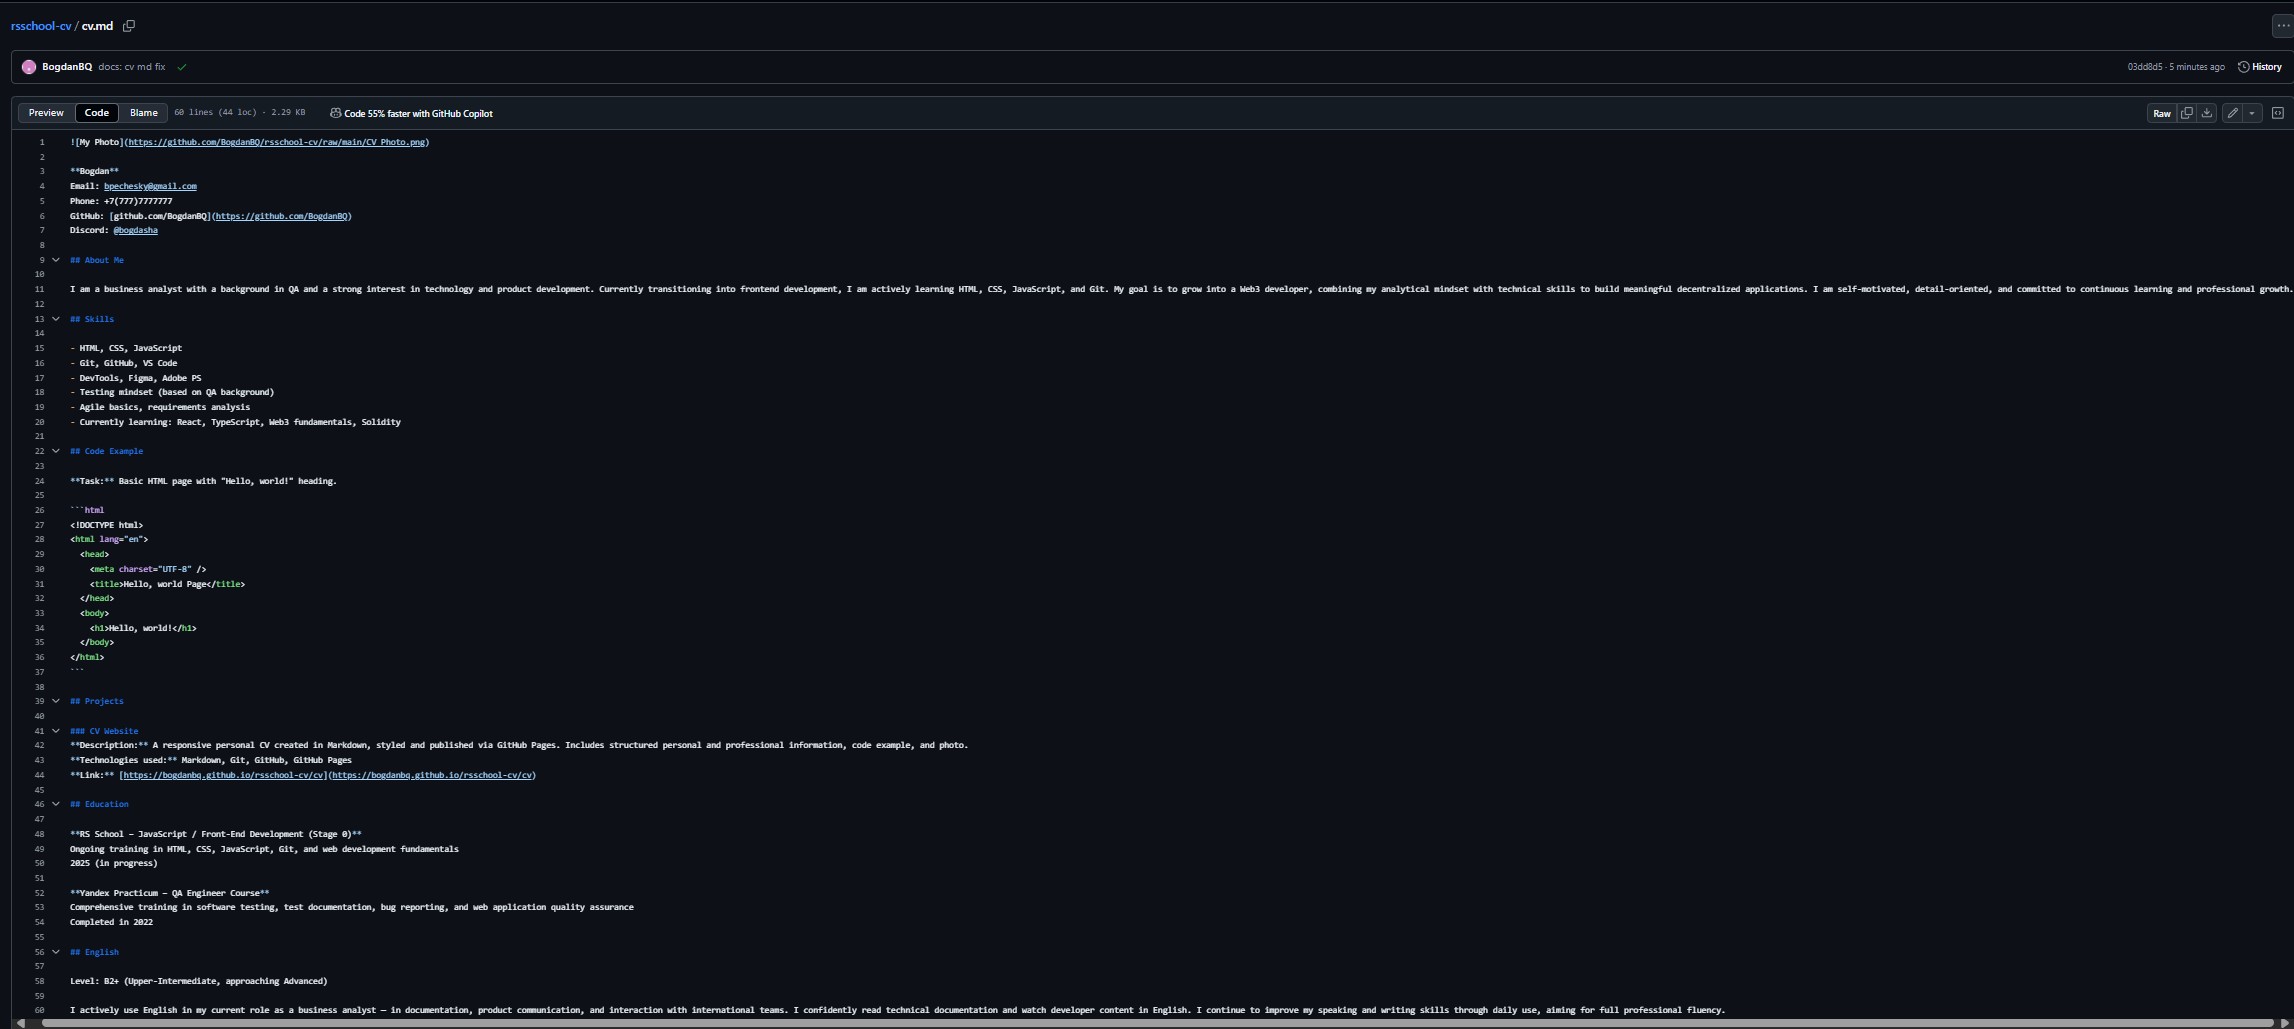 rsschool-cv / cv.md
BogdanBQ docs: cv md fix
03dd8d5 · 5 minutes ago History
Preview Code Blame 60 lines (44 loc) · 2.29 KB Code 55% faster with GitHub Copilot Raw
1 ![My Photo](https://github.com/BogdanBQ/rsschool-cv/raw/main/CV Photo.png)
2
3 **Bogdan**
4 Email: bpechesky@gmail.com
5 Phone: +7(777)7777777
6 GitHub: [github.com/BogdanBQ](https://github.com/BogdanBQ)
7 Discord: @bogdasha
8
9 ## About Me
10
11 I am a business analyst with a background in QA and a strong interest in technology and product development. Currently transitioning into frontend development, I am actively learning HTML, CSS, JavaScript, and Git. My goal is to grow into a Web3 developer, combining my analytical mindset with technical skills to build meaningful decentralized applications. I am self-motivated, detail-oriented, and committed to continuous learning and professional growth.
12
13 ## Skills
14
15 - HTML, CSS, JavaScript
16 - Git, GitHub, VS Code
17 - DevTools, Figma, Adobe PS
18 - Testing mindset (based on QA background)
19 - Agile basics, requirements analysis
20 - Currently learning: React, TypeScript, Web3 fundamentals, Solidity
21
22 ## Code Example
23
24 **Task:** Basic HTML page with "Hello, world!" heading.
25
26 ```html
27 <!DOCTYPE html>
28 <html lang="en">
29 <head>
30 <meta charset="UTF-8" />
31 <title>Hello, world Page</title>
32 </head>
33 <body>
34 <h1>Hello, world!</h1>
35 </body>
36 </html>
37 ```
38
39 ## Projects
40
41 ### CV Website
42 **Description:** A responsive personal CV created in Markdown, styled and published via GitHub Pages. Includes structured personal and professional information, code example, and photo.
43 **Technologies used:** Markdown, Git, GitHub, GitHub Pages
44 **Link:** [https://bogdanbq.github.io/rsschool-cv/cv](https://bogdanbq.github.io/rsschool-cv/cv)
45
46 ## Education
47
48 **RS School – JavaScript / Front-End Development (Stage 0)**
49 Ongoing training in HTML, CSS, JavaScript, Git, and web development fundamentals
50 2025 (in progress)
51
52 **Yandex Practicum – QA Engineer Course**
53 Comprehensive training in software testing, test documentation, bug reporting, and web application quality assurance
54 Completed in 2022
55
56 ## English
57
58 Level: B2+ (Upper-Intermediate, approaching Advanced)
59
60 I actively use English in my current role as a business analyst — in documentation, product communication, and interaction with international teams. I confidently read technical documentation and watch developer content in English. I continue to improve my speaking and writing skills through daily use, aiming for full professional fluency.